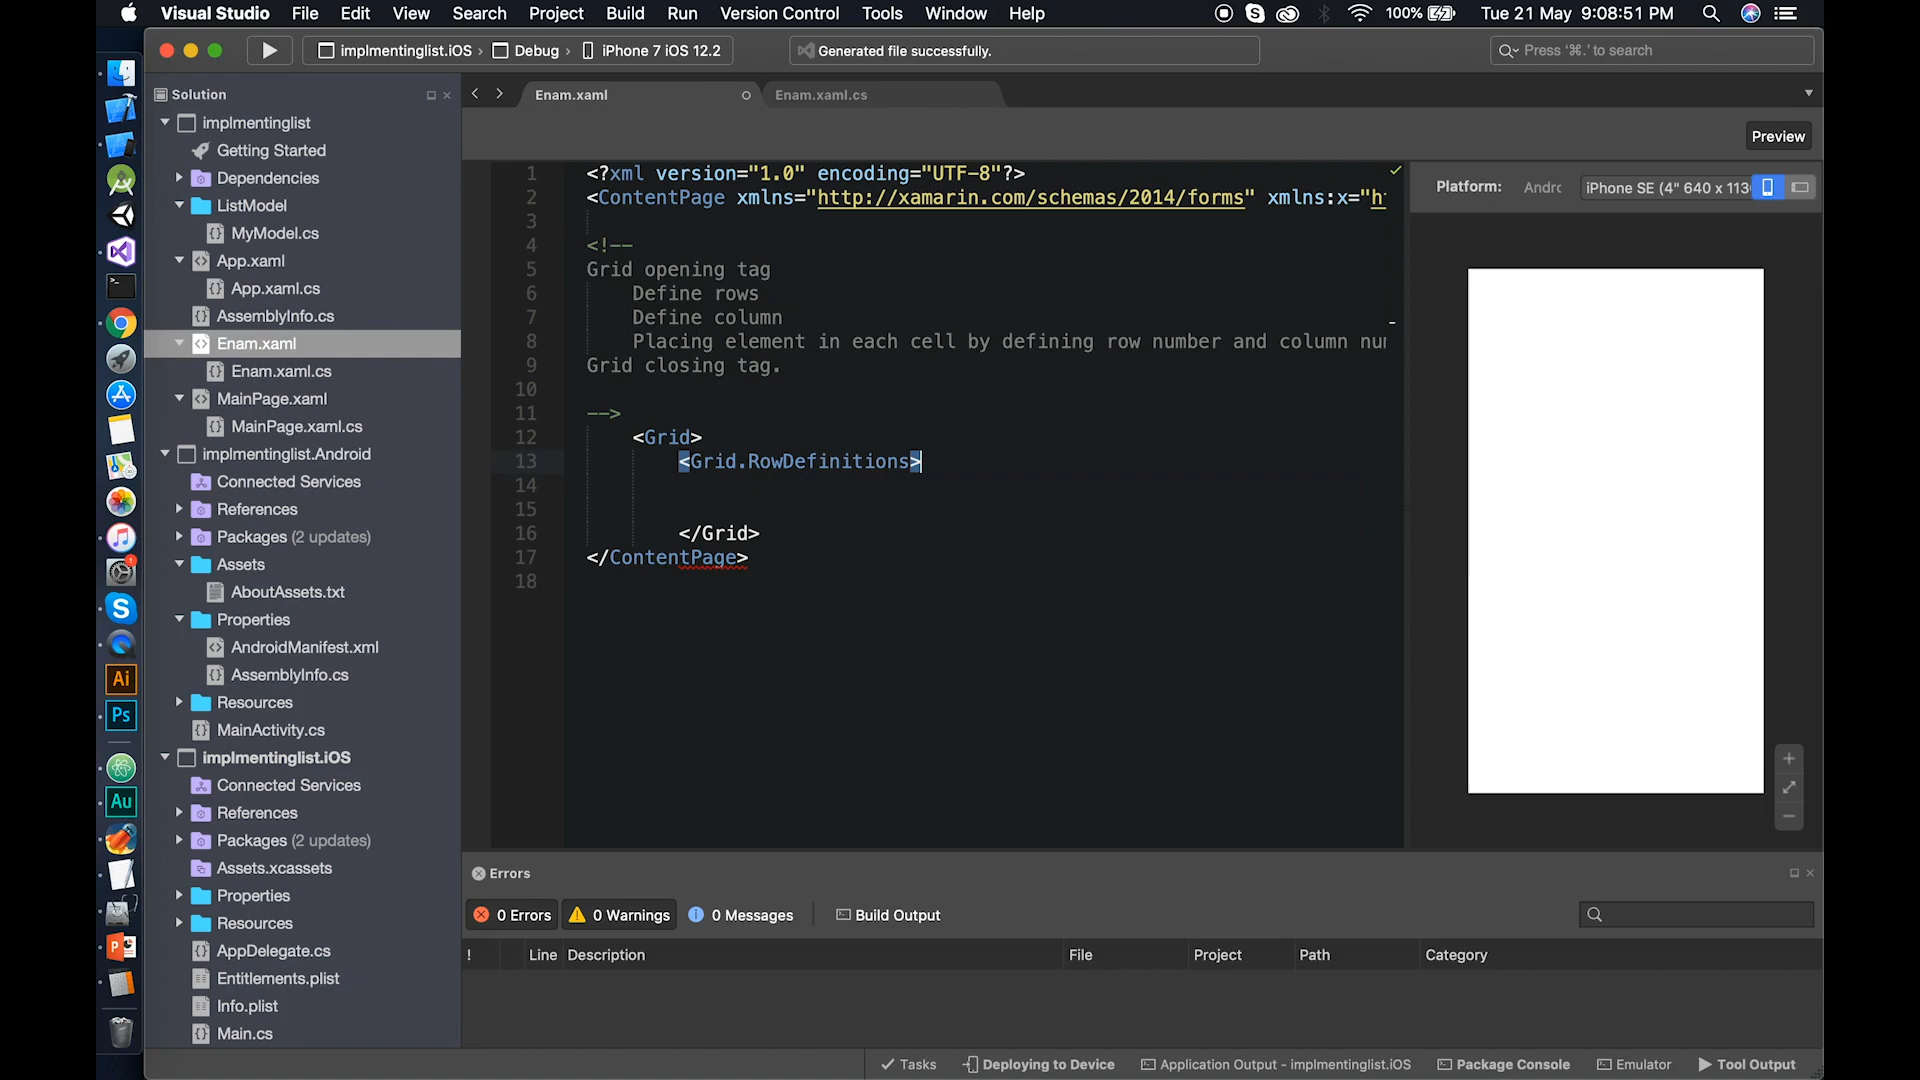 Visual Studio File Edit View Search Project Build Run Version Control Tools Window Help 100% Tue 21 May 9:08:51 PM
implmentinglist.iOS › Debug › iPhone 7 iOS 12.2 Generated file successfully. Press '⌘.' to search
Solution
Enam.xaml
Enam.xaml.cs
Preview
implmentinglist
Getting Started
Dependencies
ListModel
MyModel.cs
App.xaml
App.xaml.cs
AssemblyInfo.cs
Enam.xaml
Enam.xaml.cs
MainPage.xaml
MainPage.xaml.cs
implmentinglist.Android
Connected Services
References
Packages (2 updates)
Assets
AboutAssets.txt
Properties
AndroidManifest.xml
AssemblyInfo.cs
Resources
MainActivity.cs
implmentinglist.iOS
Connected Services
References
Packages (2 updates)
Assets.xcassets
Properties
Resources
AppDelegate.cs
Entitlements.plist
Info.plist
Main.cs
1 <?xml version="1.0" encoding="UTF-8"?>
2 <ContentPage xmlns="http://xamarin.com/schemas/2014/forms" xmlns:x="h
3
4 <!--
5 Grid opening tag
6 Define rows
7 Define column
8 Placing element in each cell by defining row number and column nu
9 Grid closing tag.
10
11 -->
12 <Grid>
13 <Grid.RowDefinitions>
14
15
16 </Grid>
17 </ContentPage>
18
Platform: Andrc iPhone SE (4" 640 x 113
Errors
0 Errors 0 Warnings 0 Messages Build Output
! Line Description File Project Path Category
Tasks Deploying to Device Application Output - implmentinglist.iOS Package Console Emulator Tool Output
Ai
Ps
Au